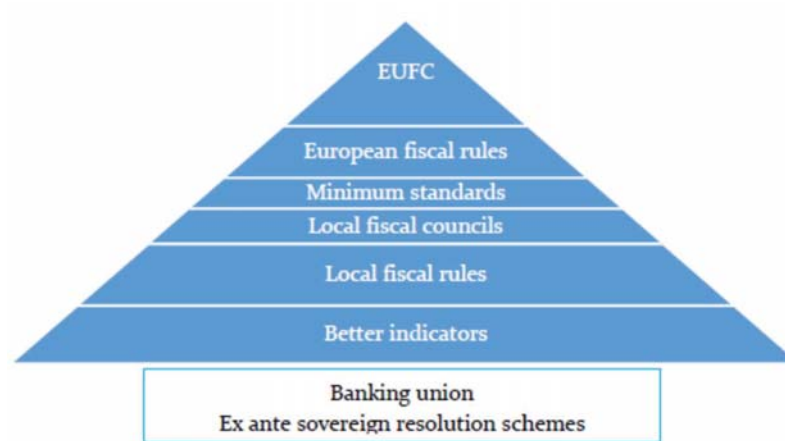 EUFC
European fiscal rules
Minimum standards
Local fiscal councils
Local fiscal rules
Better indicators
Banking union
Ex ante sovereign resolution schemes